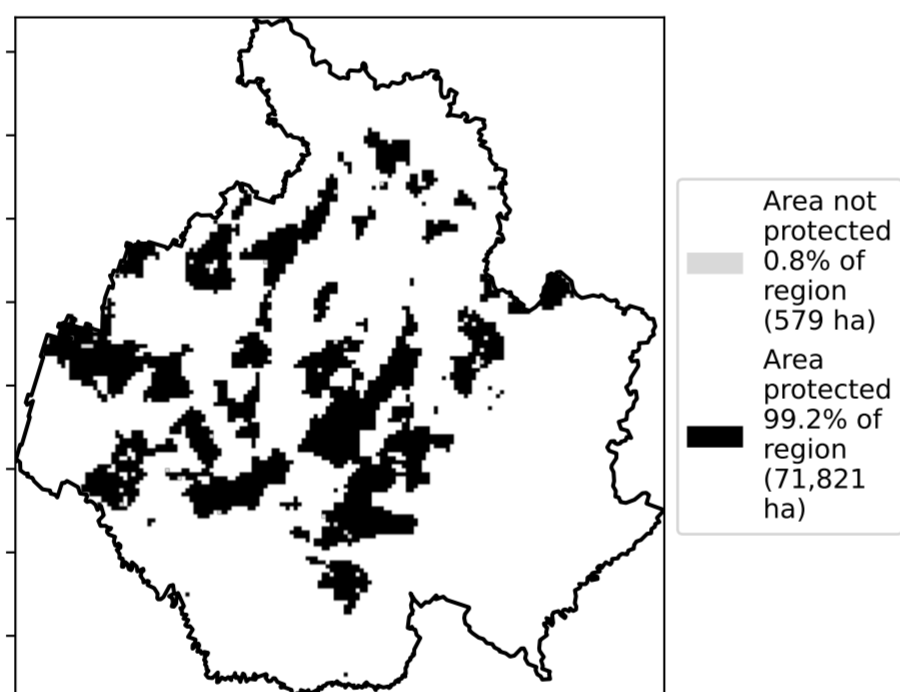 Area not
protected
0.8% of
region
(579 ha)
Area
protected
99.2% of
region
(71,821
ha)